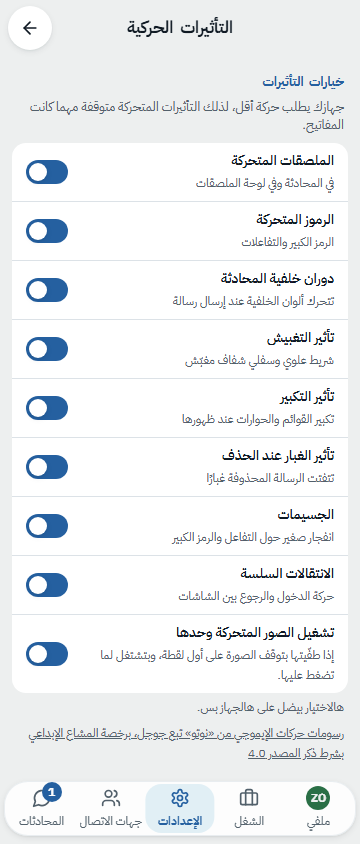 التأثيرات الحركية
خيارات التأثيرات
جهازك يطلب حركة أقل، لذلك التأثيرات المتحركة متوقفة مهما كانت
المفاتيح.
الملصقات المتحركة
في المحادثة وفي لوحة الملصقات
الرموز المتحركة
الرمز الكبير والتفاعلات
دوران خلفية المحادثة
تتحرك ألوان الخلفية عند إرسال رسالة
تأثير التغبيش
شريط علوي وسفلي شفاف مغبّش
تأثير التكبير
تكبير القوائم والحوارات عند ظهورها
تأثير الغبار عند الحذف
تتفتت الرسالة المحذوفة غبارًا
الجسيمات
انفجار صغير حول التفاعل والرمز الكبير
الانتقالات السلسة
حركة الدخول والرجوع بين الشاشات
تشغيل الصور المتحركة وحدها
إذا طفّيتها بتوقف الصورة على أول لقطة، وبتشتغل لما
تضغط عليها.
هالاختيار بيضل على هالجهاز بس.
رسومات حركات الإيموجي من «نوتو» تبع جوجل، برخصة المشاع الإبداعي
بشرط ذكر المصدر 4.0
ZO
ملفي
الشغل
الإعدادات
جهات الاتصال
1
المحادثات